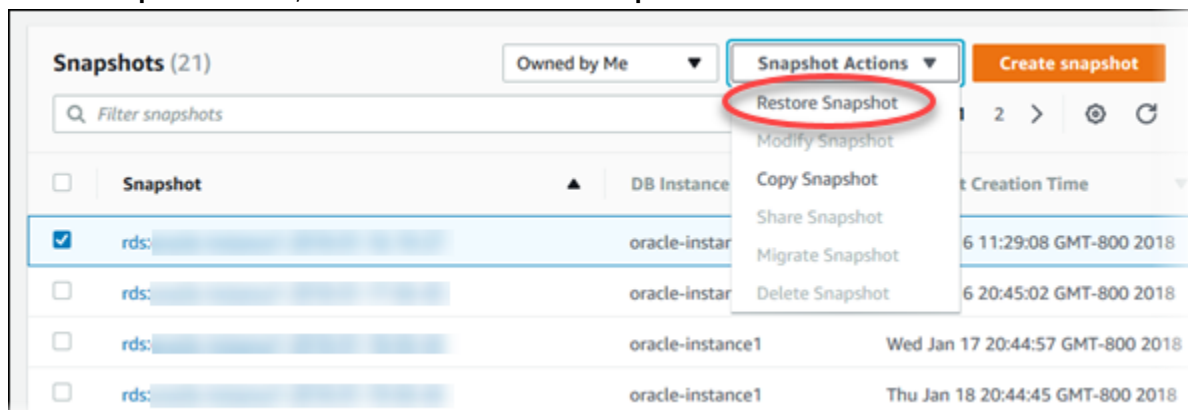 Snapshots (21)
Owned by Me
Snapshot Actions
Create snapshot
Filter snapshots
Restore Snapshot
2
Modify Snapshot
Snapshot
DB Instance
Copy Snapshot
t Creation Time
Share Snapshot
rds:
oracle-instan
6 11:29:08 GMT-800 2018
Migrate Snapshot
rds:
oracle-instan
Delete Snapshot
6 20:45:02 GMT-800 2018
rds:
oracle-instance1
Wed Jan 17 20:44:57 GMT-800 2018
rds:
oracle-instance1
Thu Jan 18 20:44:45 GMT-800 2018